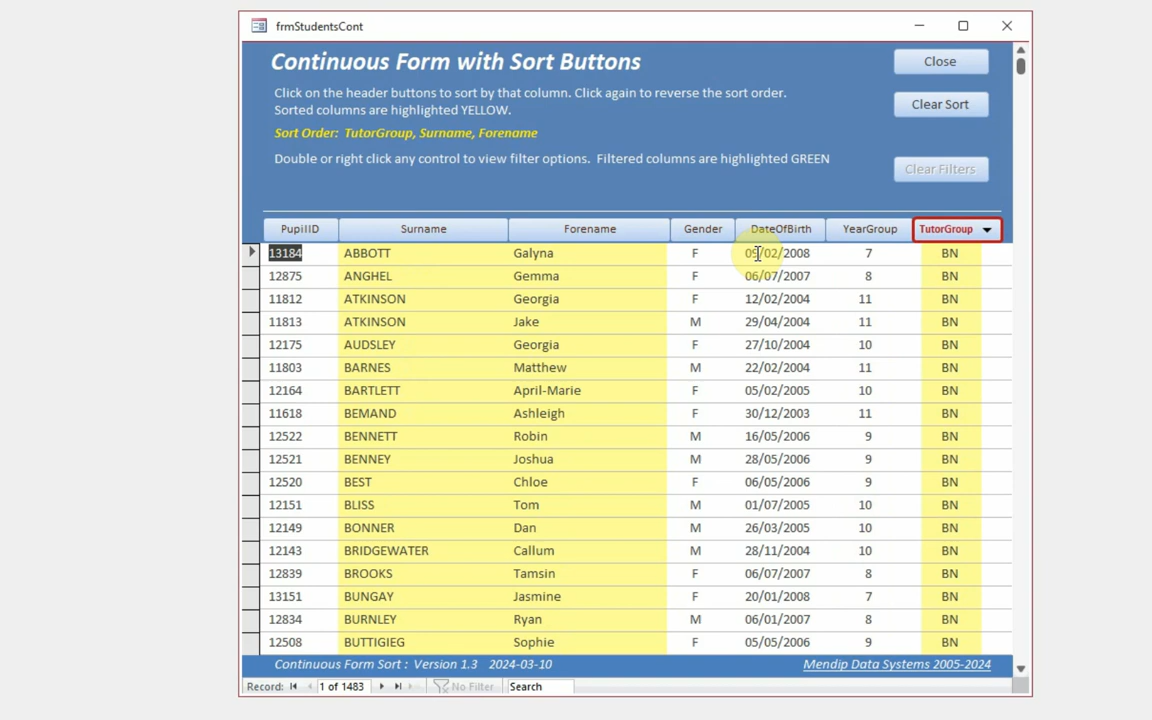 frmStudentsCont
Continuous Form with Sort Buttons
Close
Click on the header buttons to sort by that column. Click again to reverse the sort order.
Sorted columns are highlighted YELLOW.
Clear Sort
Sort Order: TutorGroup, Surname, Forename
Double or right click any control to view filter options. Filtered columns are highlighted GREEN
Clear Filters
PupilID Surname Forename Gender DateOfBirth YearGroup TutorGroup
13184 ABBOTT Galyna F 09/02/2008 7 BN
12875 ANGHEL Gemma F 06/07/2007 8 BN
11812 ATKINSON Georgia F 12/02/2004 11 BN
11813 ATKINSON Jake M 29/04/2004 11 BN
12175 AUDSLEY Georgia F 27/10/2004 10 BN
11803 BARNES Matthew M 22/02/2004 11 BN
12164 BARTLETT April-Marie F 05/02/2005 10 BN
11618 BEMAND Ashleigh F 30/12/2003 11 BN
12522 BENNETT Robin M 16/05/2006 9 BN
12521 BENNEY Joshua M 28/05/2006 9 BN
12520 BEST Chloe F 06/05/2006 9 BN
12151 BLISS Tom M 01/07/2005 10 BN
12149 BONNER Dan M 26/03/2005 10 BN
12143 BRIDGEWATER Callum M 28/11/2004 10 BN
12839 BROOKS Tamsin F 06/07/2007 8 BN
13151 BUNGAY Jasmine F 20/01/2008 7 BN
12834 BURNLEY Ryan M 06/01/2007 8 BN
12508 BUTTIGIEG Sophie F 05/05/2006 9 BN
Continuous Form Sort : Version 1.3 2024-03-10 Mendip Data Systems 2005-2024
Record: 1 of 1483 No Filter Search